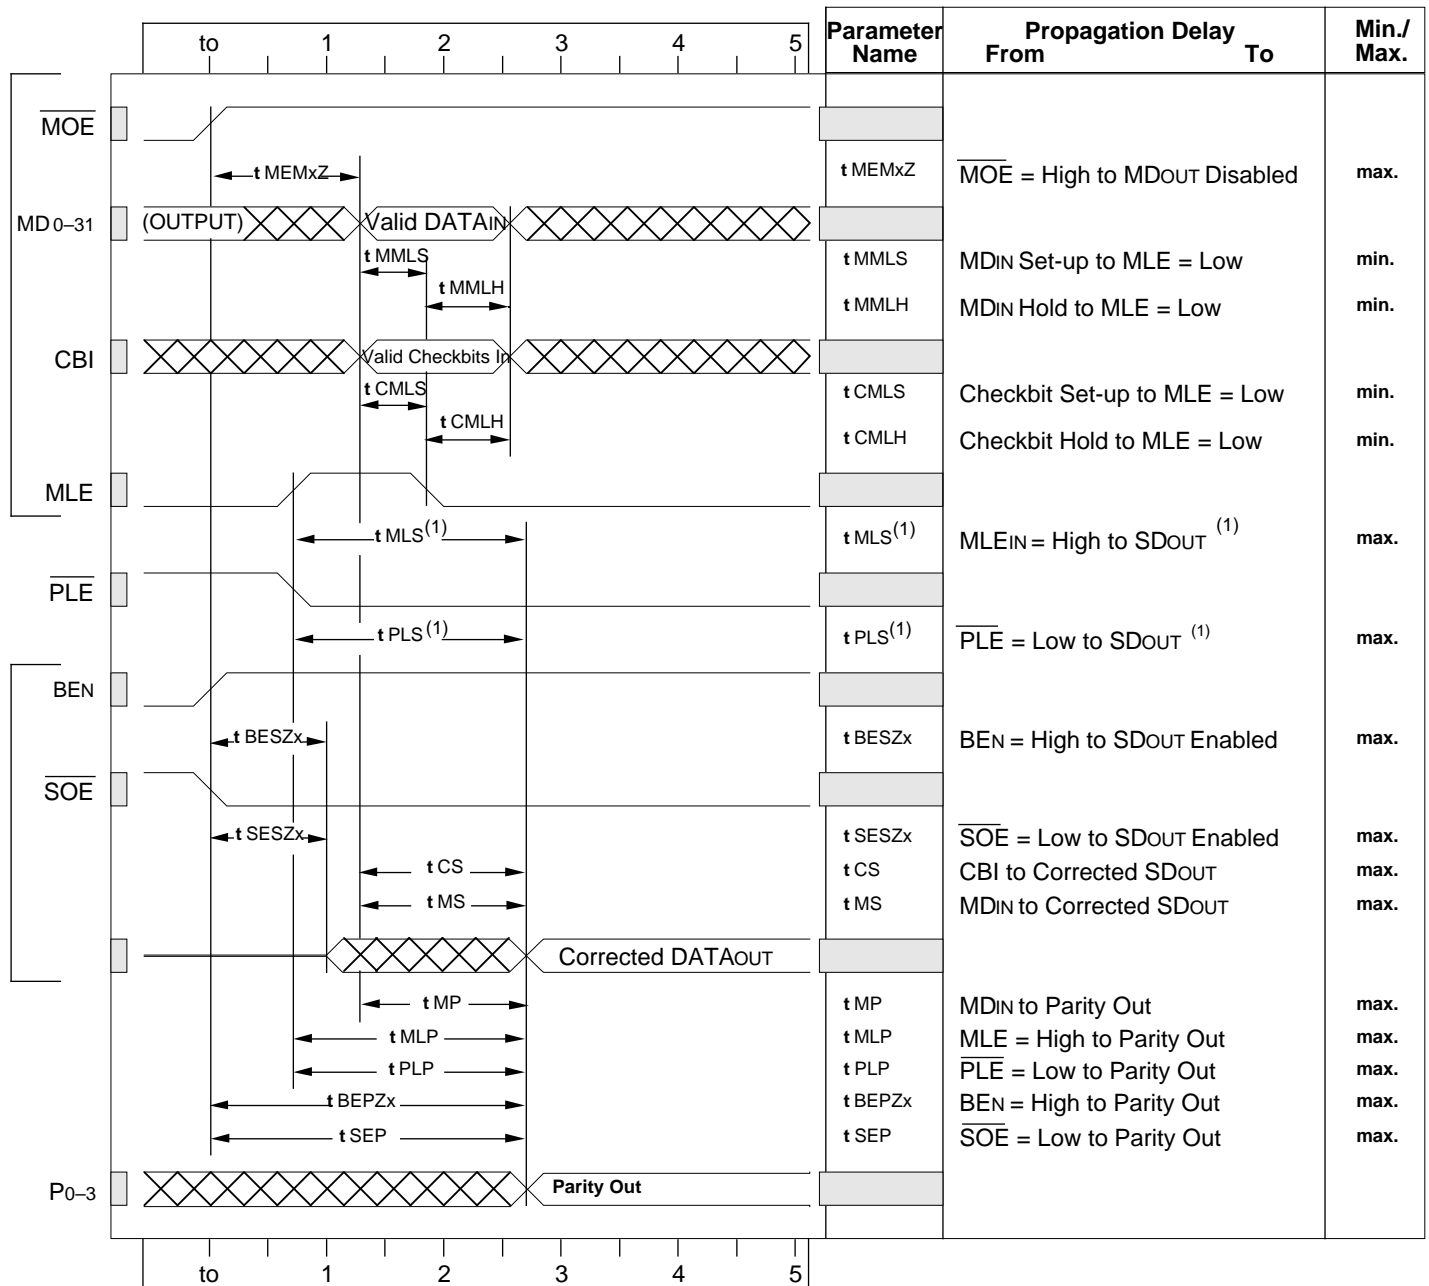 to 1 2 3 4 5
Parameter Name
Propagation Delay
From To
Min./ Max.
MOE
t MEMxZ
t MEMxZ MOE = High to MDOUT Disabled max.
MD 0–31 (OUTPUT) Valid DATAIN
t MMLS
t MMLS MDIN Set-up to MLE = Low min.
t MMLH
t MMLH MDIN Hold to MLE = Low min.
CBI Valid Checkbits In
t CMLS
t CMLS Checkbit Set-up to MLE = Low min.
t CMLH
t CMLH Checkbit Hold to MLE = Low min.
MLE
t MLS(1)
t MLS(1) MLEIN = High to SDOUT (1) max.
PLE
t PLS(1)
t PLS(1) PLE = Low to SDOUT (1) max.
BEN
t BESZx
t BESZx BEN = High to SDOUT Enabled max.
SOE
t SESZx
t SESZx SOE = Low to SDOUT Enabled max.
t CS
t CS CBI to Corrected SDOUT max.
t MS
t MS MDIN to Corrected SDOUT max.
Corrected DATAOUT
t MP
t MP MDIN to Parity Out max.
t MLP
t MLP MLE = High to Parity Out max.
t PLP
t PLP PLE = Low to Parity Out max.
t BEPZx
t BEPZx BEN = High to Parity Out max.
t SEP
t SEP SOE = Low to Parity Out max.
P0–3 Parity Out
to 1 2 3 4 5